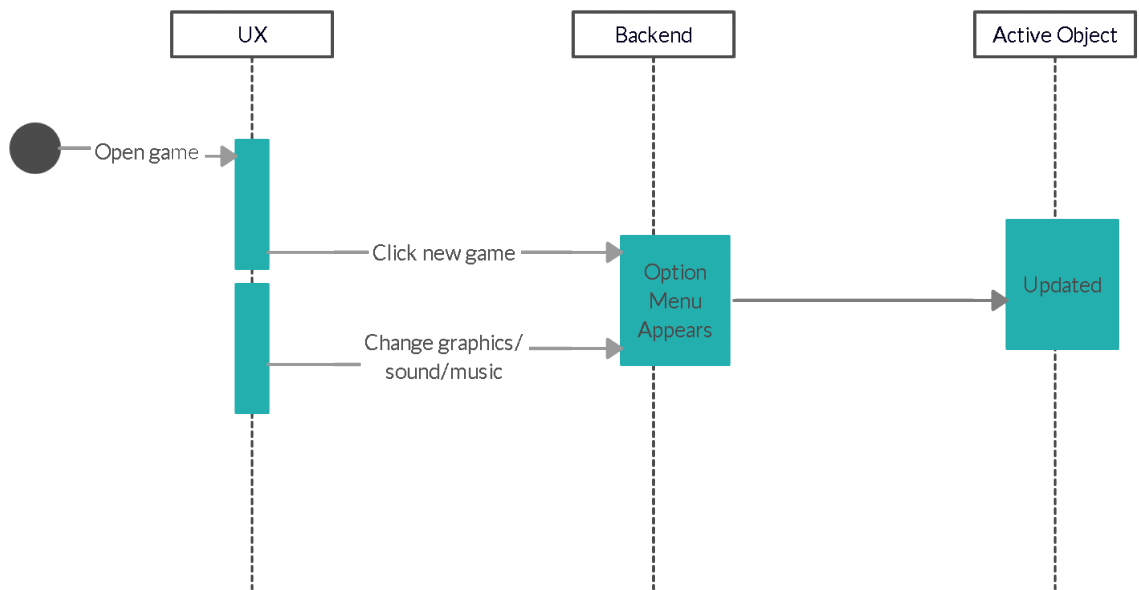 UX
Backend
Active Object
Open game
Click new game
Option
Menu
Appears
Updated
Change graphics/
sound/music